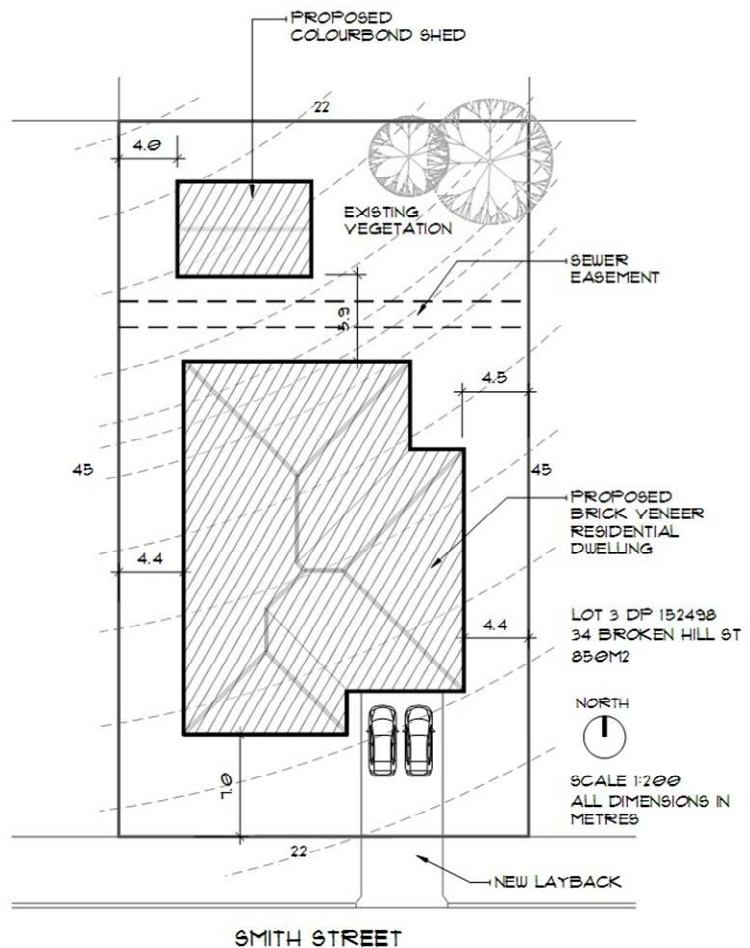 PROPOSED
COLOURBOND SHED
22
4.0
EXISTING
VEGETATION
SEWER
EASEMENT
5.9
4.5
45
45
PROPOSED
BRICK VENEER
RESIDENTIAL
DWELLING
4.4
LOT 3 DP 152498
34 BROKEN HILL ST
850M2
4.4
NORTH
SCALE 1:200
ALL DIMENSIONS IN
METRES
7.0
22
NEW LAYBACK
SMITH STREET